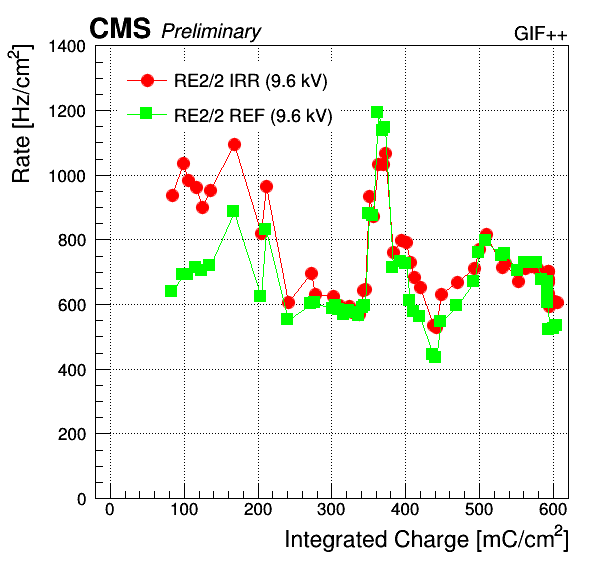 CMS Preliminary GIF++
Rate [Hz/cm²]
1400
RE2/2 IRR (9.6 kV)
1200
RE2/2 REF (9.6 kV)
1000
800
600
400
200
0
0 100 200 300 400 500 600
Integrated Charge [mC/cm²]